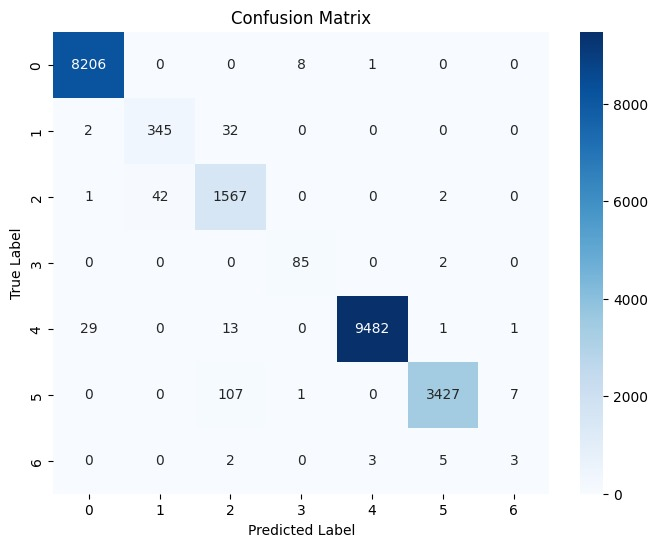 Confusion Matrix
0 8206 0 0 8 1 0 0
1 2 345 32 0 0 0 0
2 1 42 1567 0 0 2 0
3 0 0 0 85 0 2 0
4 29 0 13 0 9482 1 1
5 0 0 107 1 0 3427 7
6 0 0 2 0 3 5 3
0 1 2 3 4 5 6
Predicted Label
True Label
8000
6000
4000
2000
0